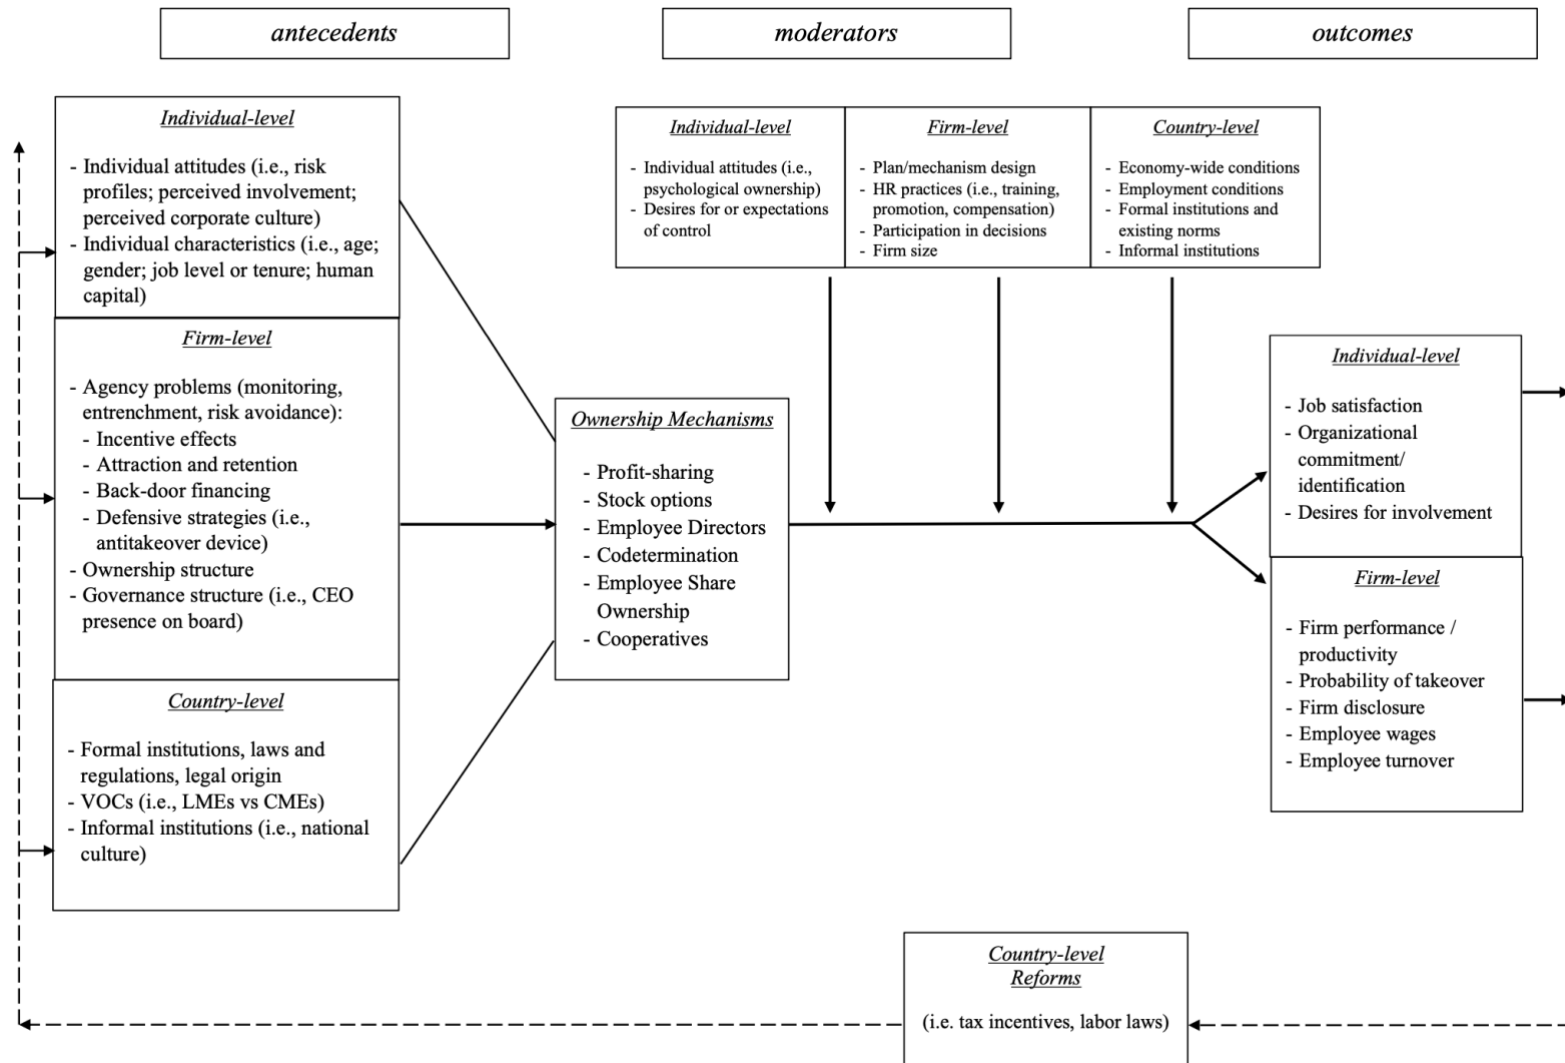 antecedents
moderators
outcomes
Individual-level
- Individual attitudes (i.e., risk
profiles; perceived involvement;
perceived corporate culture)
- Individual characteristics (i.e., age;
gender; job level or tenure; human
capital)
Firm-level
- Agency problems (monitoring,
entrenchment, risk avoidance):
- Incentive effects
- Attraction and retention
- Back-door financing
- Defensive strategies (i.e.,
antitakeover device)
- Ownership structure
- Governance structure (i.e., CEO
presence on board)
Country-level
- Formal institutions, laws and
regulations, legal origin
- VOCs (i.e., LMEs vs CMEs)
- Informal institutions (i.e., national
culture)
Ownership Mechanisms
- Profit-sharing
- Stock options
- Employee Directors
- Codetermination
- Employee Share
Ownership
- Cooperatives
Individual-level
- Individual attitudes (i.e.,
psychological ownership)
- Desires for or expectations
of control
Firm-level
- Plan/mechanism design
- HR practices (i.e., training,
promotion, compensation)
- Participation in decisions
- Firm size
Country-level
- Economy-wide conditions
- Employment conditions
- Formal institutions and
existing norms
- Informal institutions
Individual-level
- Job satisfaction
- Organizational
commitment/
identification
- Desires for involvement
Firm-level
- Firm performance /
productivity
- Probability of takeover
- Firm disclosure
- Employee wages
- Employee turnover
Country-level
Reforms
(i.e. tax incentives, labor laws)